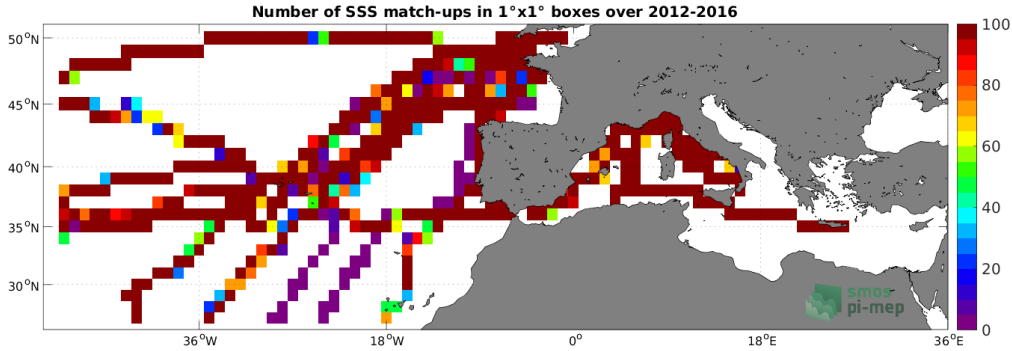 Number of SSS match-ups in 1°x1° boxes over 2012-2016
50°N
45°N
40°N
35°N
30°N
36°W
18°W
0°
18°E
36°E
100
80
60
40
20
0
smos
pi-mep